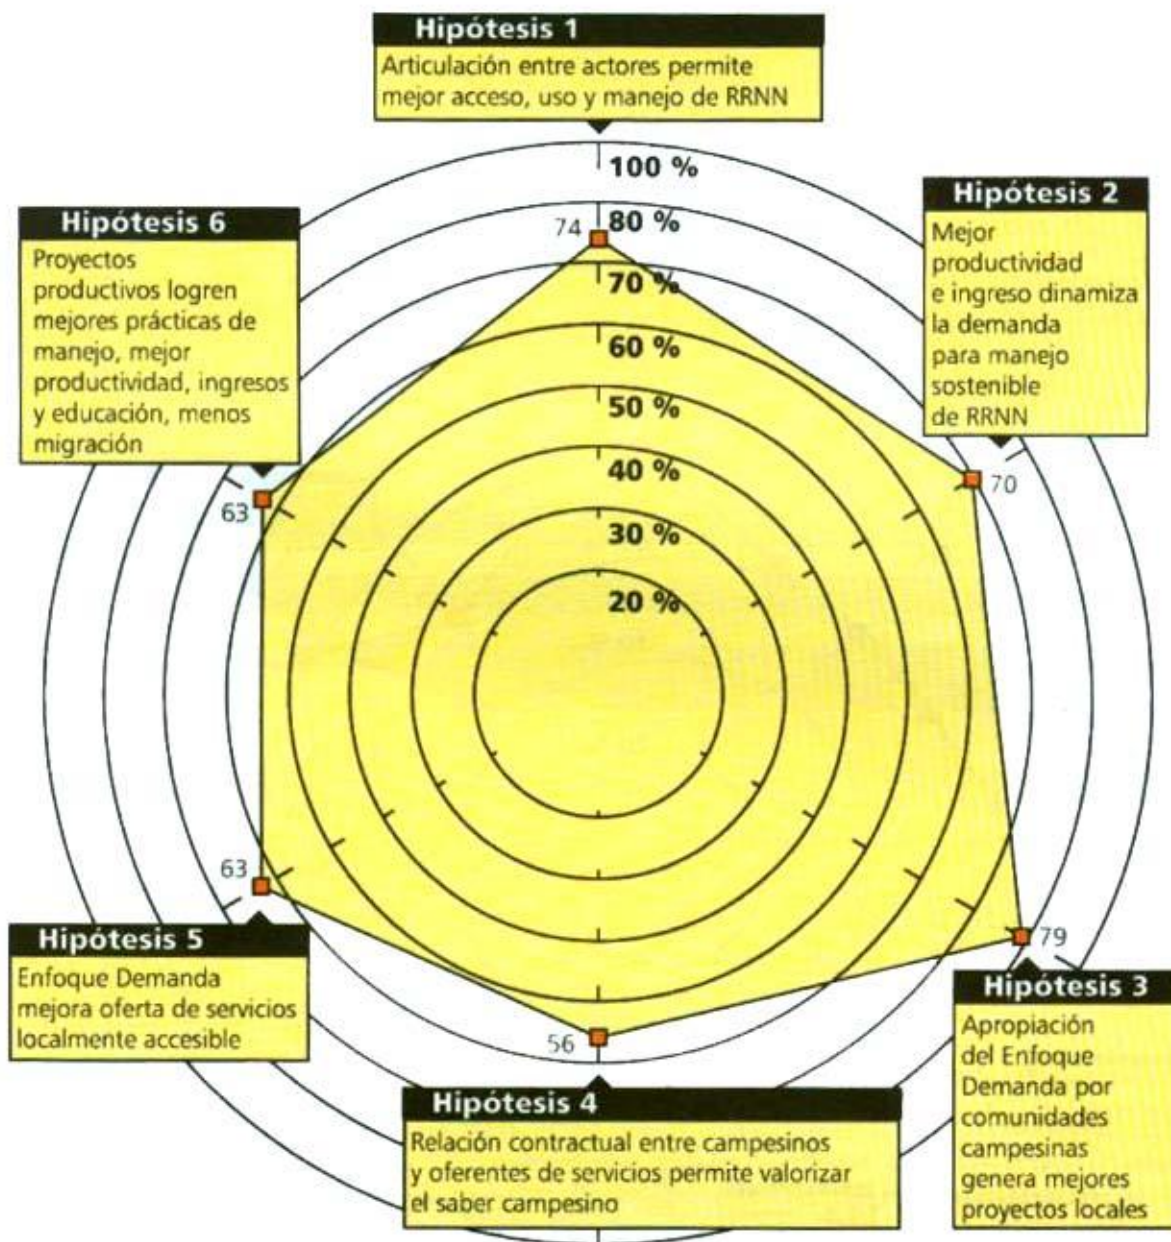 Hipótesis 1
Articulación entre actores permite
mejor acceso, uso y manejo de RRNN
100 %
80 %
70 %
60 %
50 %
40 %
30 %
20 %
74
Hipótesis 2
Mejor
productividad
e ingreso dinamiza
la demanda
para manejo
sostenible
de RRNN
70
Hipótesis 3
Apropiación
del Enfoque
Demanda por
comunidades
campesinas
genera mejores
proyectos locales
79
Hipótesis 4
Relación contractual entre campesinos
y oferentes de servicios permite valorizar
el saber campesino
56
Hipótesis 5
Enfoque Demanda
mejora oferta de servicios
localmente accesible
63
Hipótesis 6
Proyectos
productivos logren
mejores prácticas de
manejo, mejor
productividad, ingresos
y educación, menos
migración
63